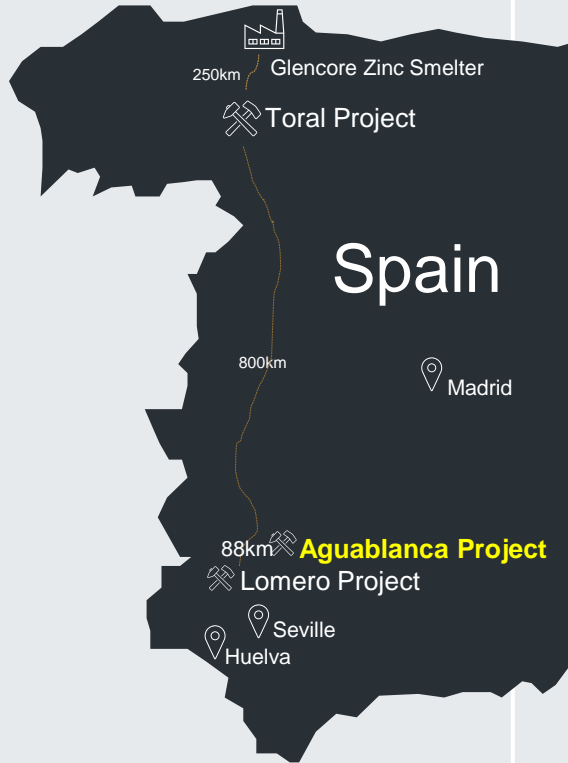 Glencore Zinc Smelter
250km
Toral Project
Spain
800km
Madrid
88km
Aguablanca Project
Lomero Project
Seville
Huelva